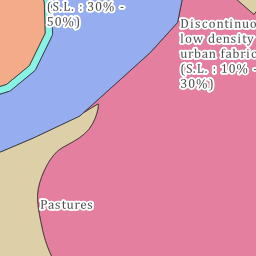 (S.L. : 30% -
50%)
Discontinuo
low density
urban fabric
(S.L. : 10% -
30%)
Pastures